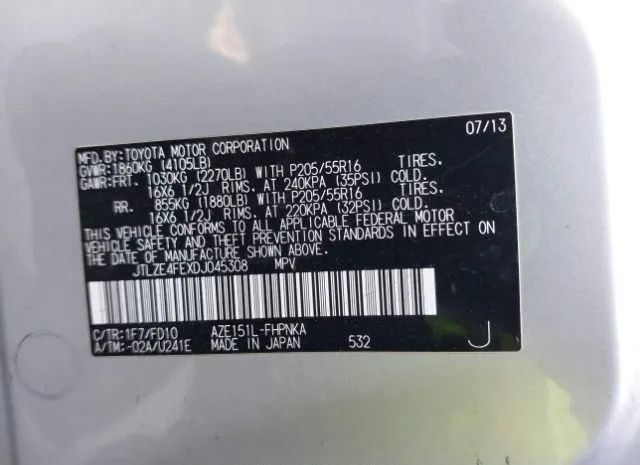 07/13
MFD.BY:TOYOTA MOTOR CORPORATION
GVWR:1860KG (4105LB)
GAWR:FRT. 1030KG (2270LB) WITH P205/55R16 TIRES,
16X6 1/2J RIMS, AT 240KPA (35PSI) COLD.
RR. 855KG (1880LB) WITH P205/55R16 TIRES,
16X6 1/2J RIMS, AT 220KPA (32PSI) COLD.
THIS VEHICLE CONFORMS TO ALL APPLICABLE FEDERAL MOTOR
VEHICLE SAFETY AND THEFT PREVENTION STANDARDS IN EFFECT ON
THE DATE OF MANUFACTURE SHOWN ABOVE.
JTLZE4FEXDJ045308 MPV
C/TR:1F7/FD10 AZE151L-FHPNKA
A/TM:-02A/U241E MADE IN JAPAN 532 J